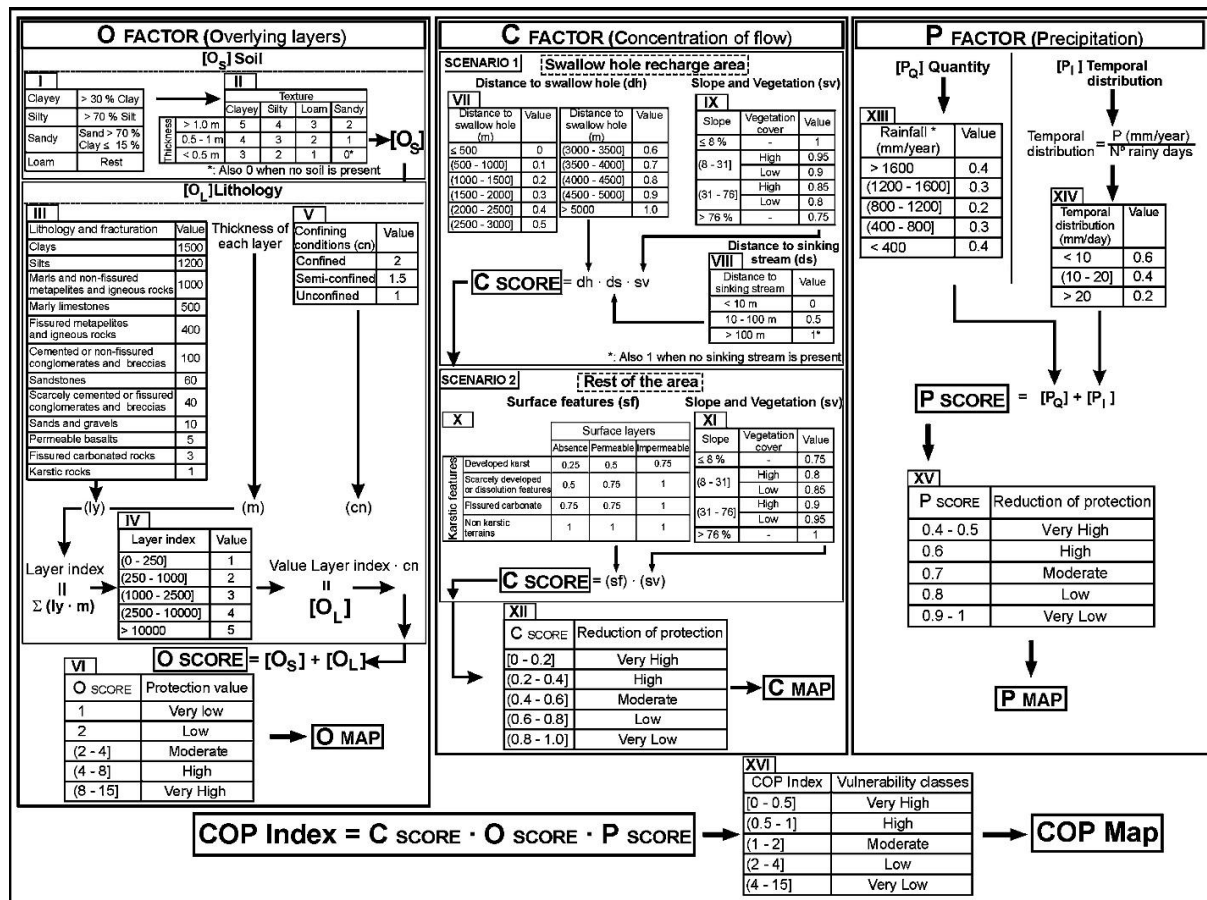 O FACTOR (Overlying layers)
[OS] Soil
I
Clayey > 30 % Clay
Silty > 70 % Silt
Sandy Sand > 70 % Clay ≤ 15 %
Loam Rest
II
Texture
Clayey Silty Loam Sandy
Thickness
> 1.0 m 5 4 3 2
0.5 - 1 m 4 3 2 1
< 0.5 m 3 2 1 0*
[OS]
*: Also 0 when no soil is present
[OL] Lithology
III
Lithology and fracturation Value
Clays 1500
Silts 1200
Marls and non-fissured metapelites and igneous rocks 1000
Marly limestones 500
Fissured metapelites and igneous rocks 400
Cemented or non-fissured conglomerates and breccias 100
Sandstones 60
Scarcely cemented or fissured conglomerates and breccias 40
Sands and gravels 10
Permeable basalts 5
Fissured carbonated rocks 3
Karstic rocks 1
Thickness of
each layer
V
Confining conditions (cn) Value
Confined 2
Semi-confined 1.5
Unconfined 1
(ly) (m) (cn)
Layer index
=
Σ (ly · m)
IV
Layer index Value
(0 - 250] 1
(250 - 1000] 2
(1000 - 2500] 3
(2500 - 10000] 4
> 10000 5
Value Layer index · cn
=
[OL]
O SCORE = [OS] + [OL]
VI
O SCORE Protection value
1 Very low
2 Low
(2 - 4] Moderate
(4 - 8] High
(8 - 15] Very High
O MAP
C FACTOR (Concentration of flow)
SCENARIO 1 Swallow hole recharge area
Distance to swallow hole (dh)
VII
Distance to swallow hole (m) Value Distance to swallow hole (m) Value
≤ 500 0 (3000 - 3500] 0.6
(500 - 1000] 0.1 (3500 - 4000] 0.7
(1000 - 1500] 0.2 (4000 - 4500] 0.8
(1500 - 2000] 0.3 (4500 - 5000] 0.9
(2000 - 2500] 0.4 > 5000 1.0
(2500 - 3000] 0.5
Slope and Vegetation (sv)
IX
Slope Vegetation cover Value
≤ 8 % - 1
(8 - 31] High 0.95
Low 0.9
(31 - 76] High 0.85
Low 0.8
> 76 % - 0.75
Distance to sinking
stream (ds)
VIII
Distance to sinking stream Value
< 10 m 0
10 - 100 m 0.5
> 100 m 1*
C SCORE = dh · ds · sv
*: Also 1 when no sinking stream is present
SCENARIO 2 Rest of the area
Surface features (sf)
X
Surface layers
Absence Permeable Impermeable
Karstic features
Developed karst 0.25 0.5 0.75
Scarcely developed or dissolution features 0.5 0.75 1
Fissured carbonate 0.75 0.75 1
Non karstic terrains 1 1 1
Slope and Vegetation (sv)
XI
Slope Vegetation cover Value
≤ 8 % - 0.75
(8 - 31] High 0.8
Low 0.85
(31 - 76] High 0.9
Low 0.95
> 76 % - 1
C SCORE = (sf) · (sv)
XII
C SCORE Reduction of protection
[0 - 0.2] Very High
(0.2 - 0.4] High
(0.4 - 0.6] Moderate
(0.6 - 0.8] Low
(0.8 - 1.0] Very Low
C MAP
P FACTOR (Precipitation)
[PQ] Quantity
XIII
Rainfall * (mm/year) Value
> 1600 0.4
(1200 - 1600] 0.3
(800 - 1200] 0.2
(400 - 800] 0.3
< 400 0.4
[PI] Temporal
distribution
Temporal distribution = P (mm/year) / Nº rainy days
XIV
Temporal distribution (mm/day) Value
< 10 0.6
(10 - 20] 0.4
> 20 0.2
P SCORE = [PQ] + [PI]
XV
P SCORE Reduction of protection
0.4 - 0.5 Very High
0.6 High
0.7 Moderate
0.8 Low
0.9 - 1 Very Low
P MAP
COP Index = C SCORE · O SCORE · P SCORE
XVI
COP Index Vulnerability classes
[0 - 0.5] Very High
(0.5 - 1] High
(1 - 2] Moderate
(2 - 4] Low
(4 - 15] Very Low
COP Map